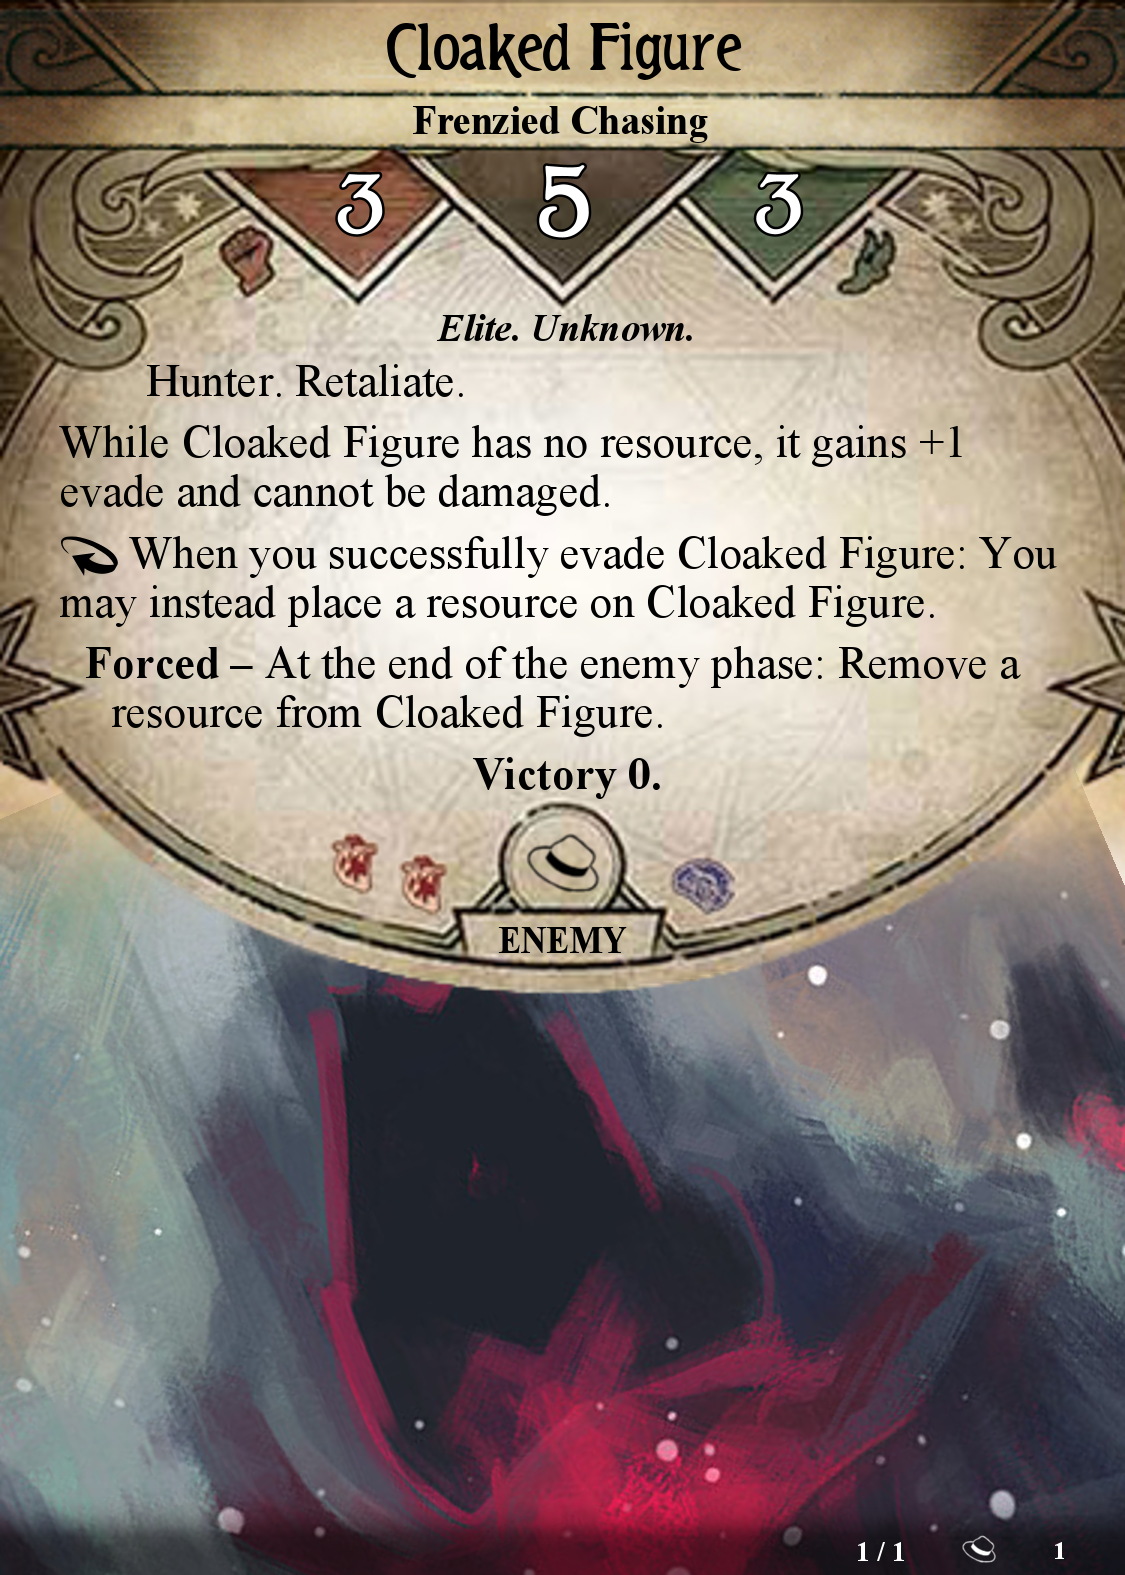 Cloaked Figure
Frenzied Chasing
3 5 3
Elite. Unknown.
Hunter. Retaliate.
While Cloaked Figure has no resource, it gains +1
evade and cannot be damaged.
When you successfully evade Cloaked Figure: You
may instead place a resource on Cloaked Figure.
Forced – At the end of the enemy phase: Remove a
resource from Cloaked Figure.
Victory 0.
ENEMY
1 / 1 1